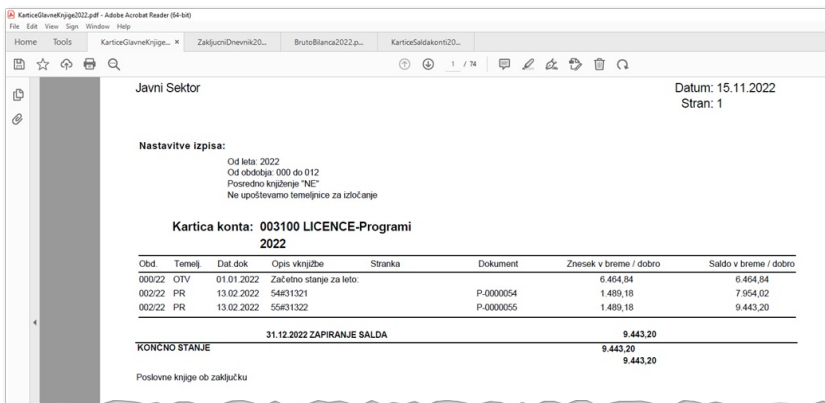 KarticeGlavneKnjige2022.pdf - Adobe Acrobat Reader (64-bit)
File Edit View Sign Window Help
Home Tools KarticeGlavneKnjige... × ZakljucniDnevnik20... BrutoBilanca2022.p... KarticeSaldakonti20...
1 / 74
Javni Sektor Datum: 15.11.2022
Stran: 1
Nastavitve izpisa:
Od leta: 2022
Od obdobja: 000 do 012
Posredno knjiženje "NE"
Ne upoštevamo temeljnice za izločanje
Kartica konta: 003100 LICENCE-Programi
2022
Obd. Temelj. Dat.dok Opis vknjižbe Stranka Dokument Znesek v breme / dobro Saldo v breme / dobro
000/22 OTV 01.01.2022 Začetno stanje za leto: 6.464,84 6.464,84
002/22 PR 13.02.2022 54#31321 P-0000054 1.489,18 7.954,02
002/22 PR 13.02.2022 55#31322 P-0000055 1.489,18 9.443,20
31.12.2022 ZAPIRANJE SALDA 9.443,20
KONČNO STANJE 9.443,20
9.443,20
Poslovne knjige ob zaključku